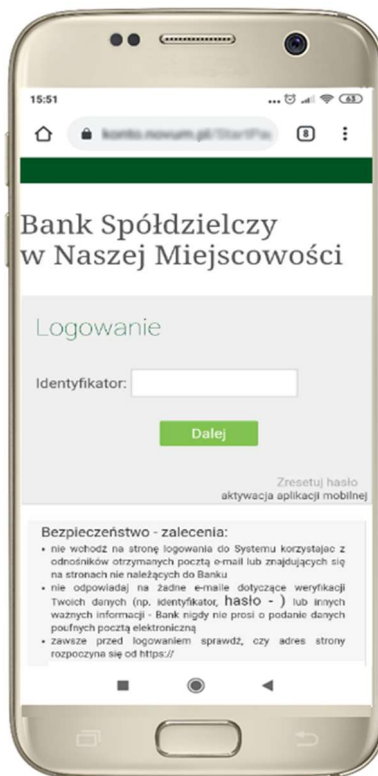 15:51
...
63
8
Bank Spółdzielczy
w Naszej Miejscowości
Logowanie
Identyfikator:
Dalej
Zresetuj hasło
aktywacja aplikacji mobilnej
Bezpieczeństwo - zalecenia:
• nie wchodź na stronę logowania do Systemu korzystajac z
odnośników otrzymanych pocztą e-mail lub znajdujących się
na stronach nie należących do Banku
• nie odpowiadaj na żadne e-maile dotyczące weryfikacji
Twoich danych (np. identyfikator, hasło - ) lub innych
ważnych informacji - Bank nigdy nie prosi o podanie danych
poufnych pocztą elektroniczną
• zawsze przed logowaniem sprawdź, czy adres strony
rozpoczyna się od https://